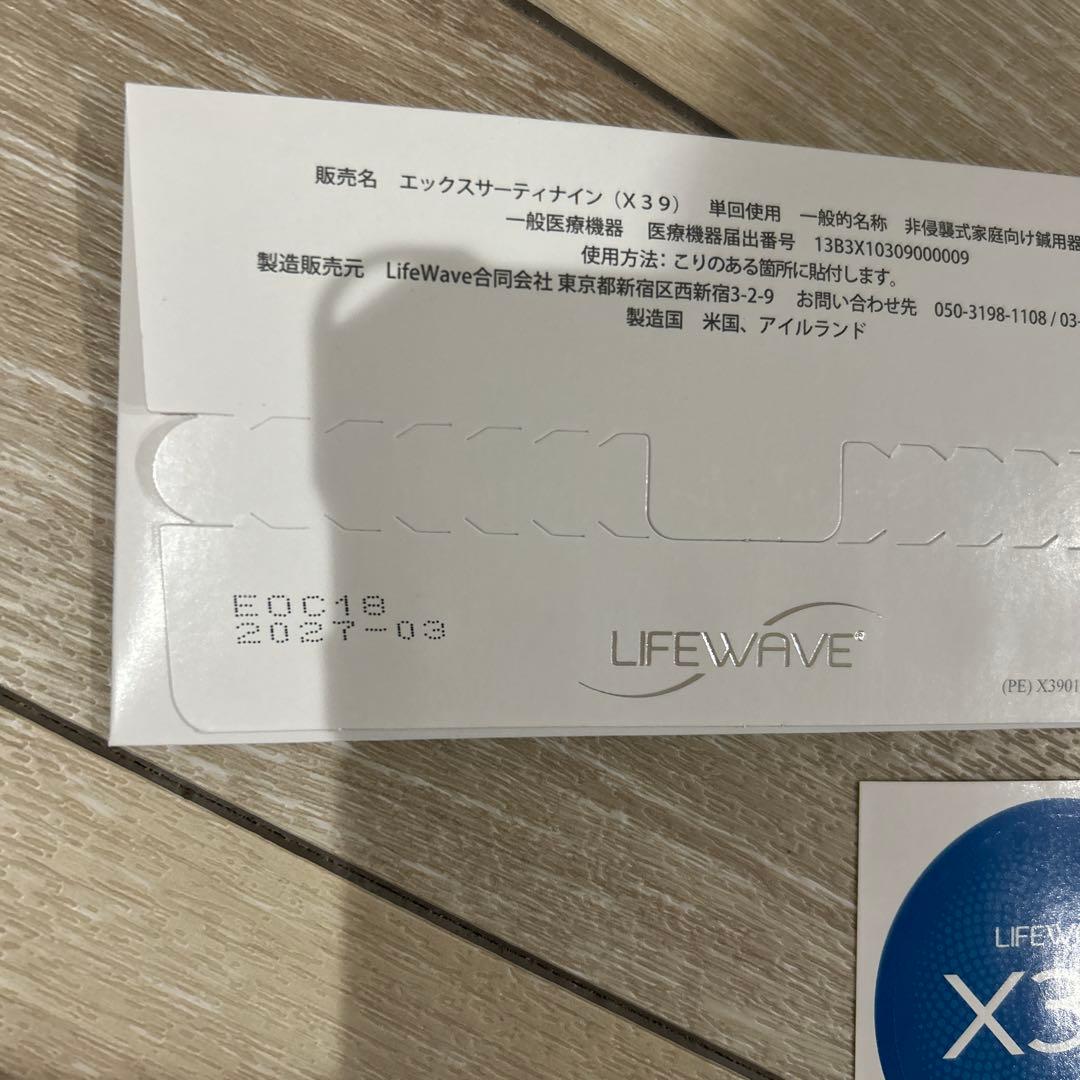 販売名 エックスサーティナイン（X39） 単回使用 一般的名称 非侵襲式家庭向け鍼用器
一般医療機器 医療機器届出番号 13B3X10309000009
使用方法：こりのある箇所に貼付します。
製造販売元 LifeWave合同会社 東京都新宿区西新宿3-2-9 お問い合わせ先 050-3198-1108 / 03-
製造国 米国、アイルランド
EOC18
2027-03
LIFEWAVE®
(PE) X3901
LIFEW
X3